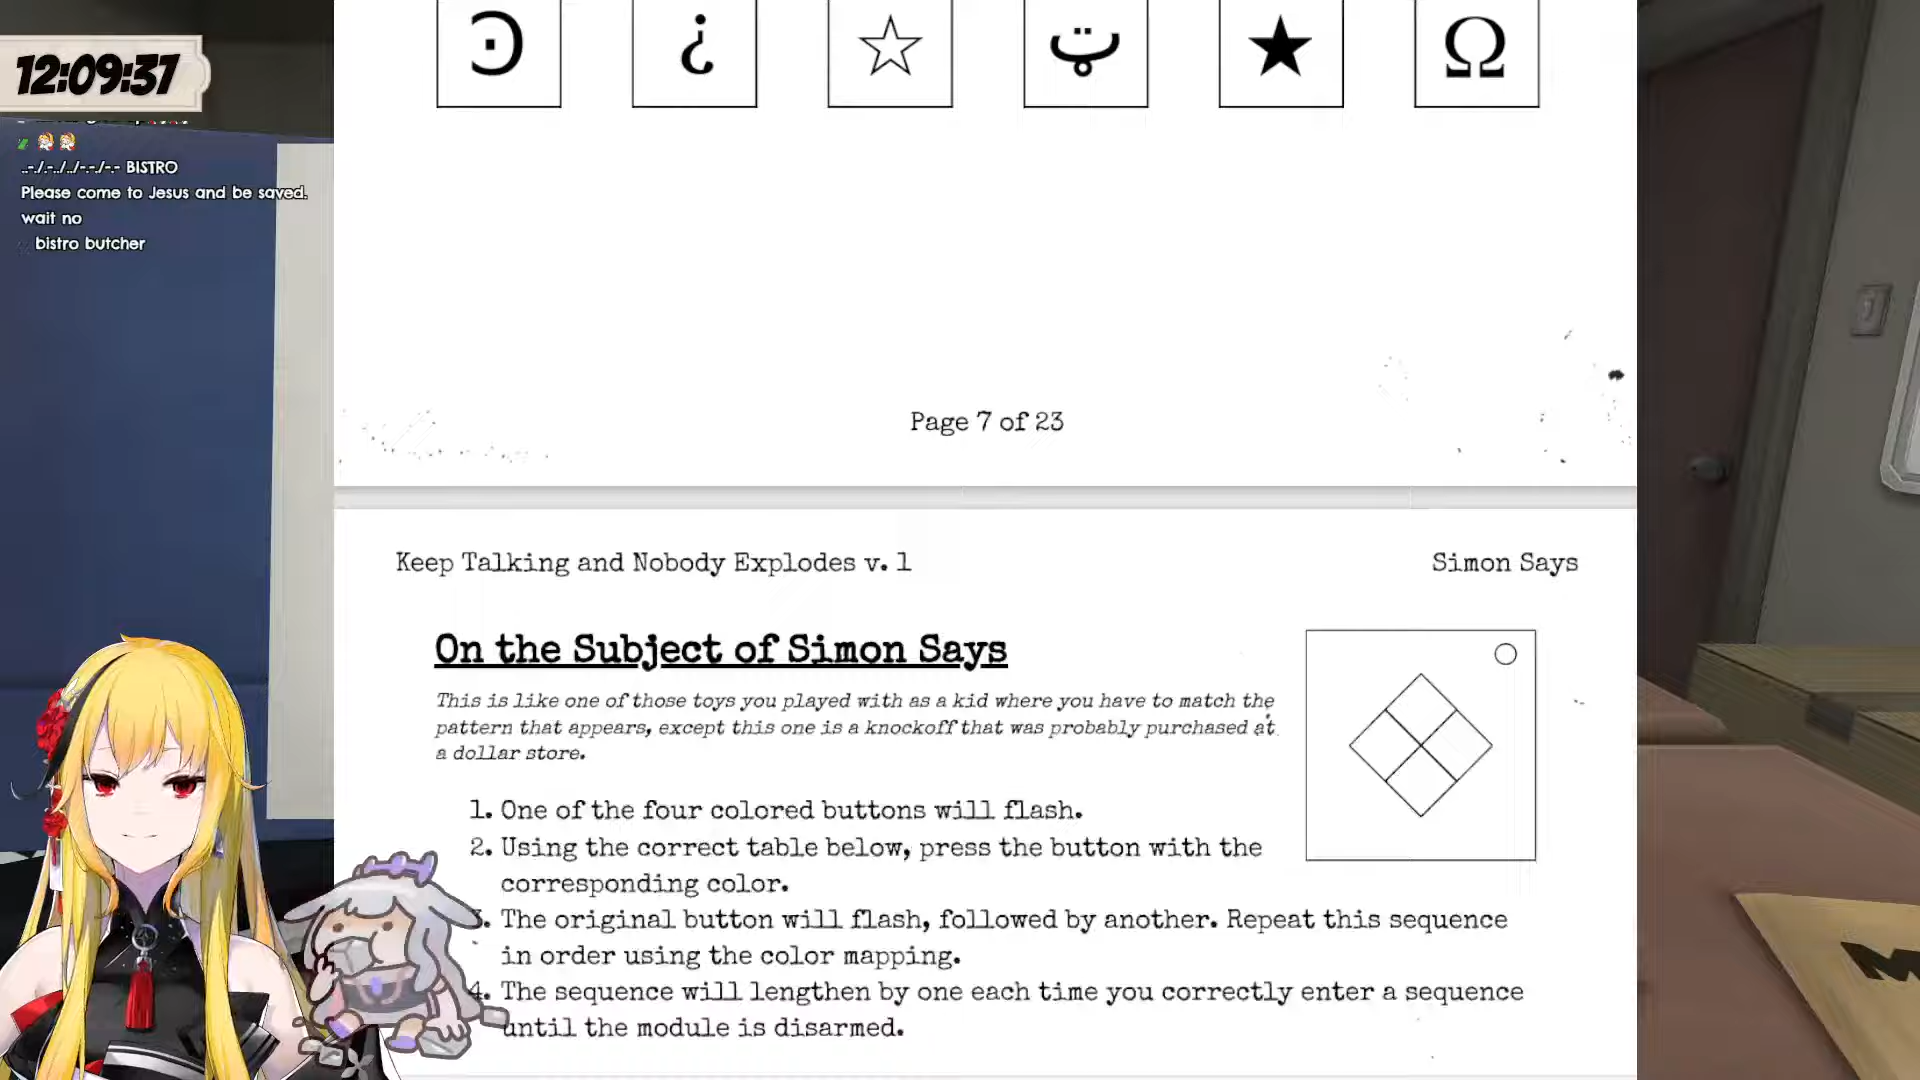 12:09:37
..-./.-../../-.-./-.- BISTRO
Please come to Jesus and be saved.
wait no
bistro butcher
Ͽ ¿ ☆ ټ ★ Ω
Page 7 of 23
Keep Talking and Nobody Explodes v. 1
Simon Says
On the Subject of Simon Says
This is like one of those toys you played with as a kid where you have to match the
pattern that appears, except this one is a knockoff that was probably purchased at
a dollar store.
1. One of the four colored buttons will flash.
2. Using the correct table below, press the button with the
corresponding color.
3. The original button will flash, followed by another. Repeat this sequence
in order using the color mapping.
4. The sequence will lengthen by one each time you correctly enter a sequence
until the module is disarmed.